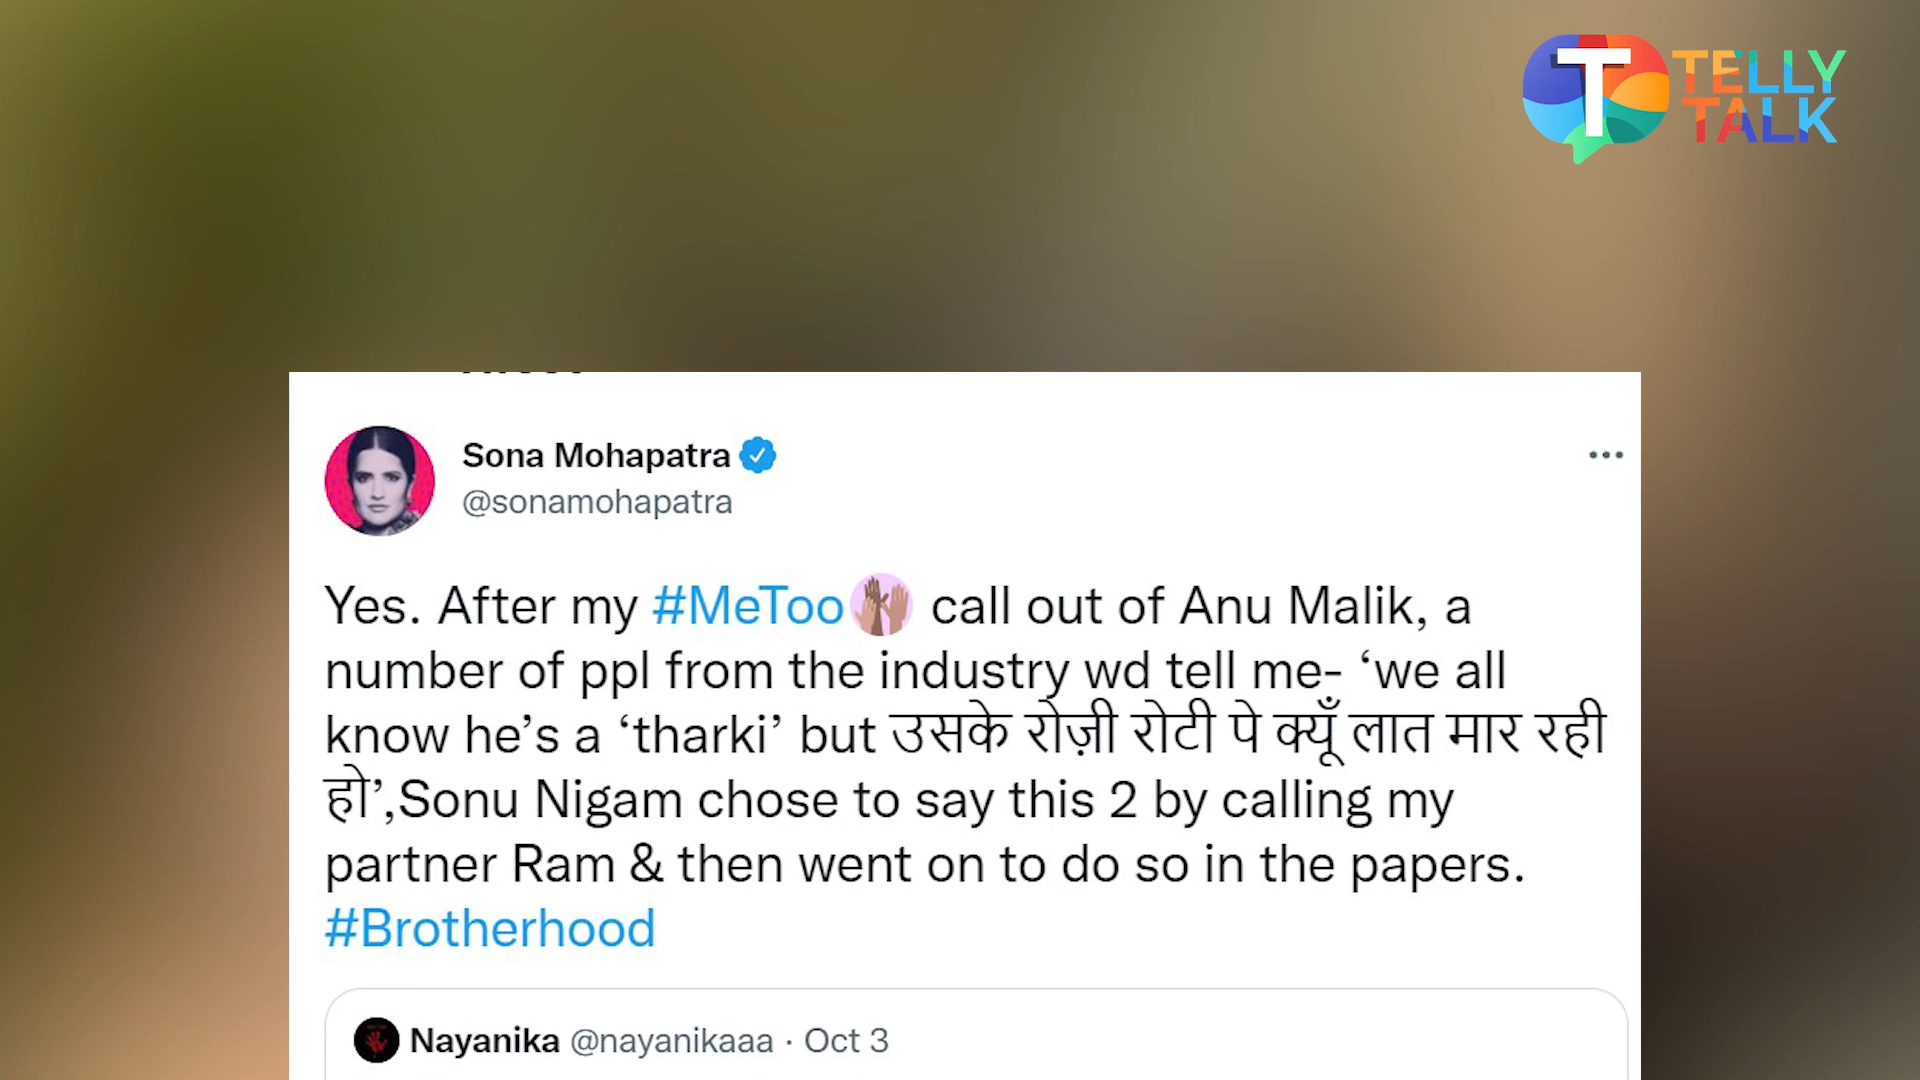 TELLY
TALK
Sona Mohapatra
@sonamohapatra
Yes. After my #MeToo call out of Anu Malik, a
number of ppl from the industry wd tell me- ‘we all
know he’s a ‘tharki’ but उसके रोज़ी रोटी पे क्यूँ लात मार रही
हो’,Sonu Nigam chose to say this 2 by calling my
partner Ram & then went on to do so in the papers.
#Brotherhood
Nayanika @nayanikaaa · Oct 3